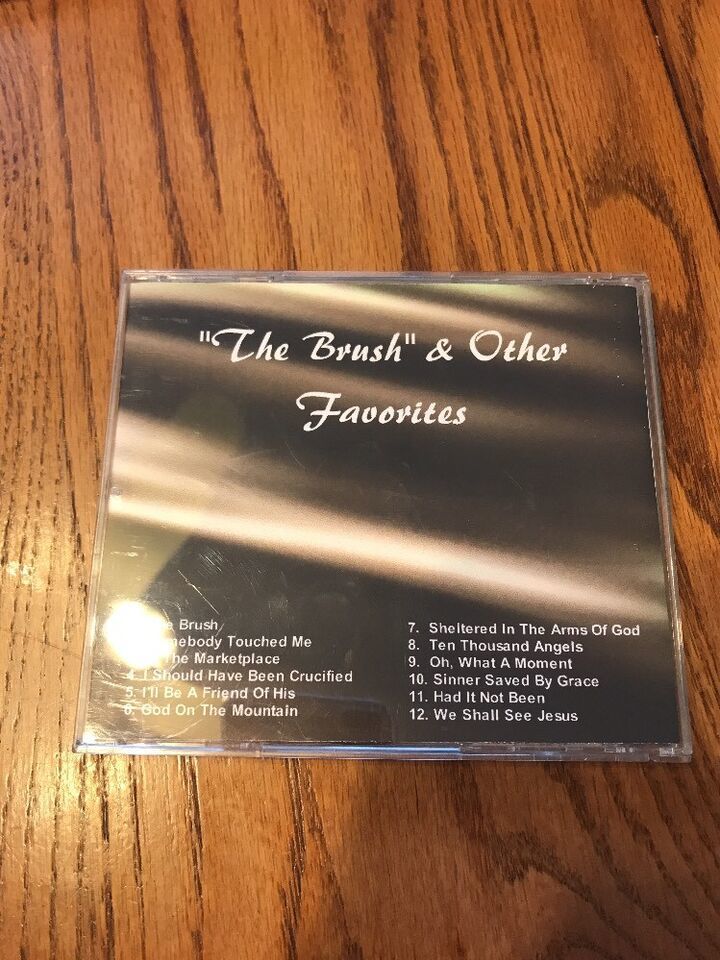 "The Brush" & Other
Favorites
Brush
Touched Me
The Marketplace
4. I Should Have Been Crucified
5. I'll Be A Friend Of His
6. God On The Mountain
7. Sheltered In The Arms Of God
8. Ten Thousand Angels
9. Oh, What A Moment
10. Sinner Saved By Grace
11. Had It Not Been
12. We Shall See Jesus